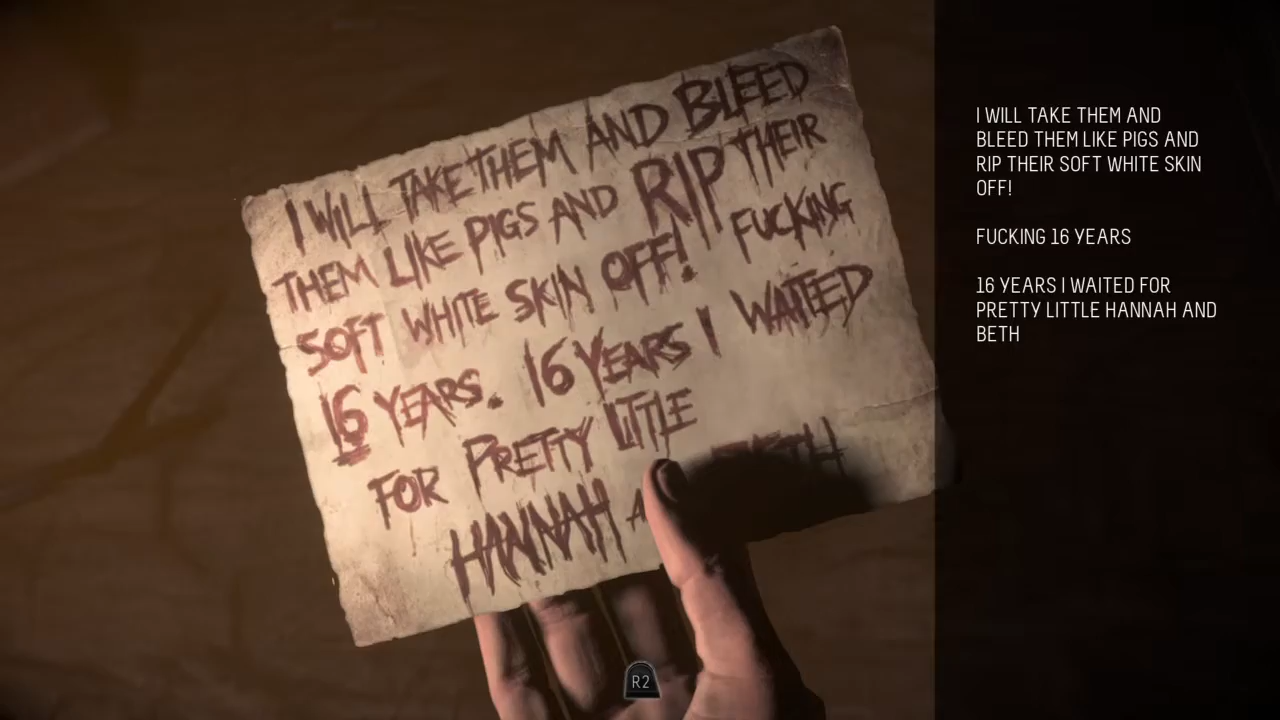 I WILL TAKE THEM AND BLEED
THEM LIKE PIGS AND RIP THEIR
SOFT WHITE SKIN OFF! FUCKING
16 YEARS. 16 YEARS I WAITED
FOR PRETTY LITTLE
HANNAH A BETH
I WILL TAKE THEM AND
BLEED THEM LIKE PIGS AND
RIP THEIR SOFT WHITE SKIN
OFF!
FUCKING 16 YEARS
16 YEARS I WAITED FOR
PRETTY LITTLE HANNAH AND
BETH
R2